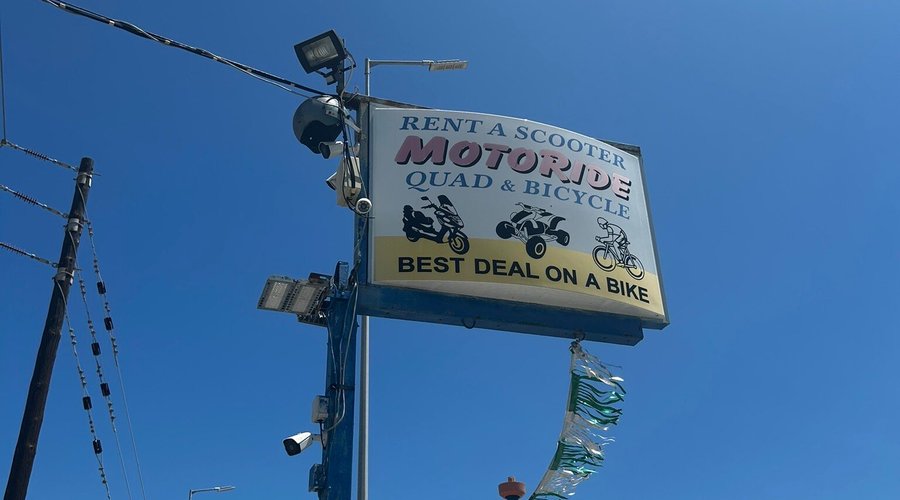 RENT A SCOOTER
MOTORIDE
QUAD & BICYCLE
BEST DEAL ON A BIKE